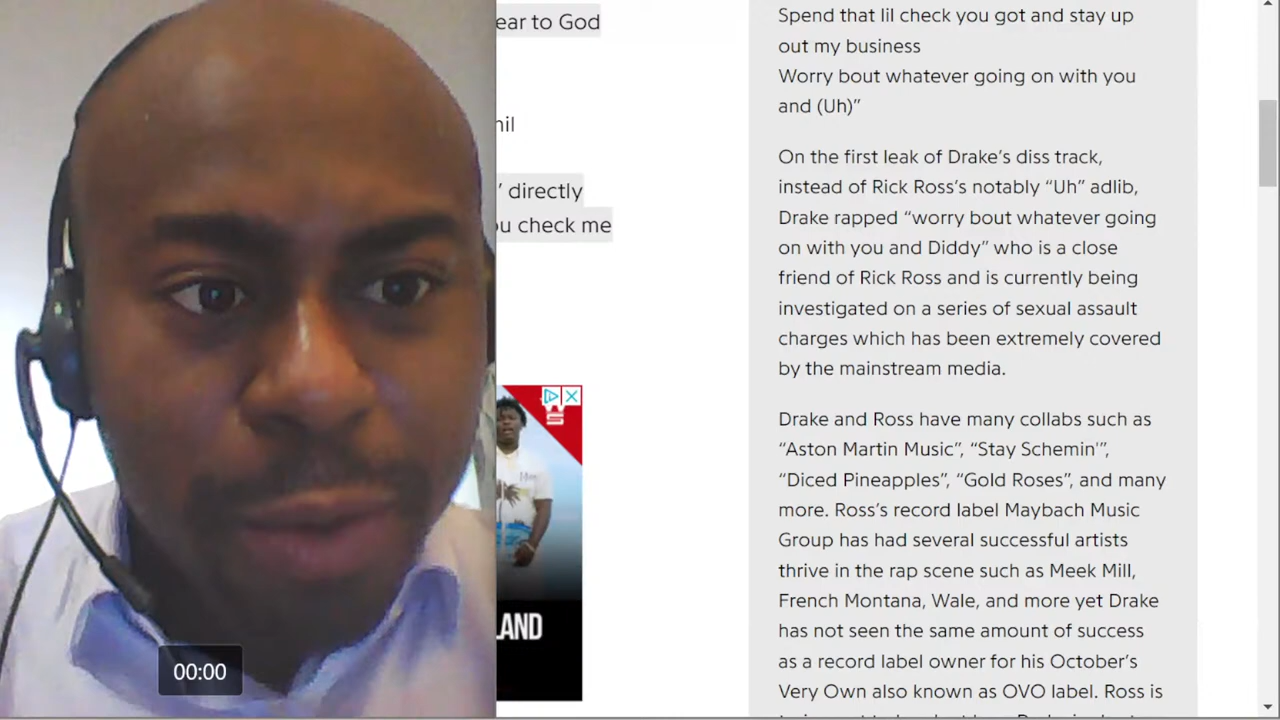 ear to God
nil
’ directly
ou check me
LAND
00:00
Spend that lil check you got and stay up
out my business
Worry bout whatever going on with you
and (Uh)”
On the first leak of Drake’s diss track,
instead of Rick Ross’s notably “Uh” adlib,
Drake rapped “worry bout whatever going
on with you and Diddy” who is a close
friend of Rick Ross and is currently being
investigated on a series of sexual assault
charges which has been extremely covered
by the mainstream media.
Drake and Ross have many collabs such as
“Aston Martin Music”, “Stay Schemin'”,
“Diced Pineapples”, “Gold Roses”, and many
more. Ross’s record label Maybach Music
Group has had several successful artists
thrive in the rap scene such as Meek Mill,
French Montana, Wale, and more yet Drake
has not seen the same amount of success
as a record label owner for his October’s
Very Own also known as OVO label. Ross is